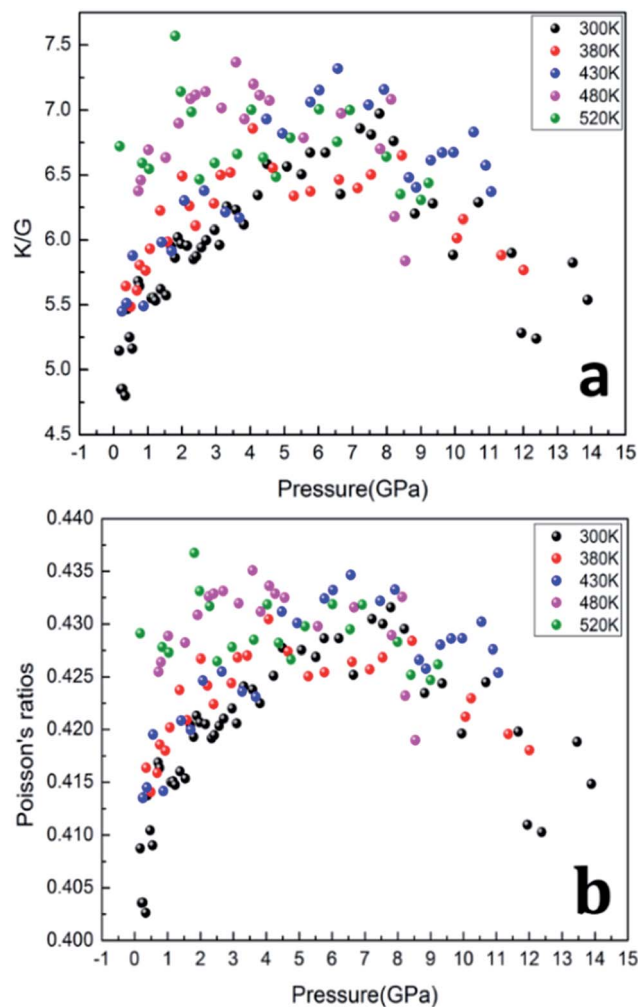 300K
380K
430K
480K
520K
7.5
7.0
6.5
6.0
5.5
5.0
4.5
K/G
-1 0 1 2 3 4 5 6 7 8 9 10 11 12 13 14 15
Pressure(GPa)
a
300K
380K
430K
480K
520K
0.440
0.435
0.430
0.425
0.420
0.415
0.410
0.405
0.400
Poisson's ratios
-1 0 1 2 3 4 5 6 7 8 9 10 11 12 13 14 15
Pressure(GPa)
b